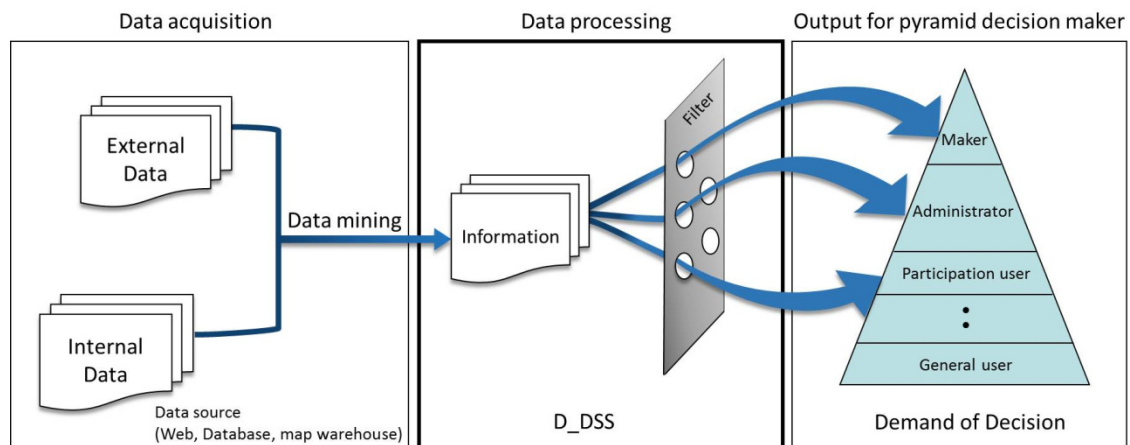 Data acquisition
Data processing
Output for pyramid decision maker
External
Data
Data mining
Internal
Data
Data source
(Web, Database, map warehouse)
Information
Filter
D_DSS
Maker
Administrator
Participation user
:
General user
Demand of Decision